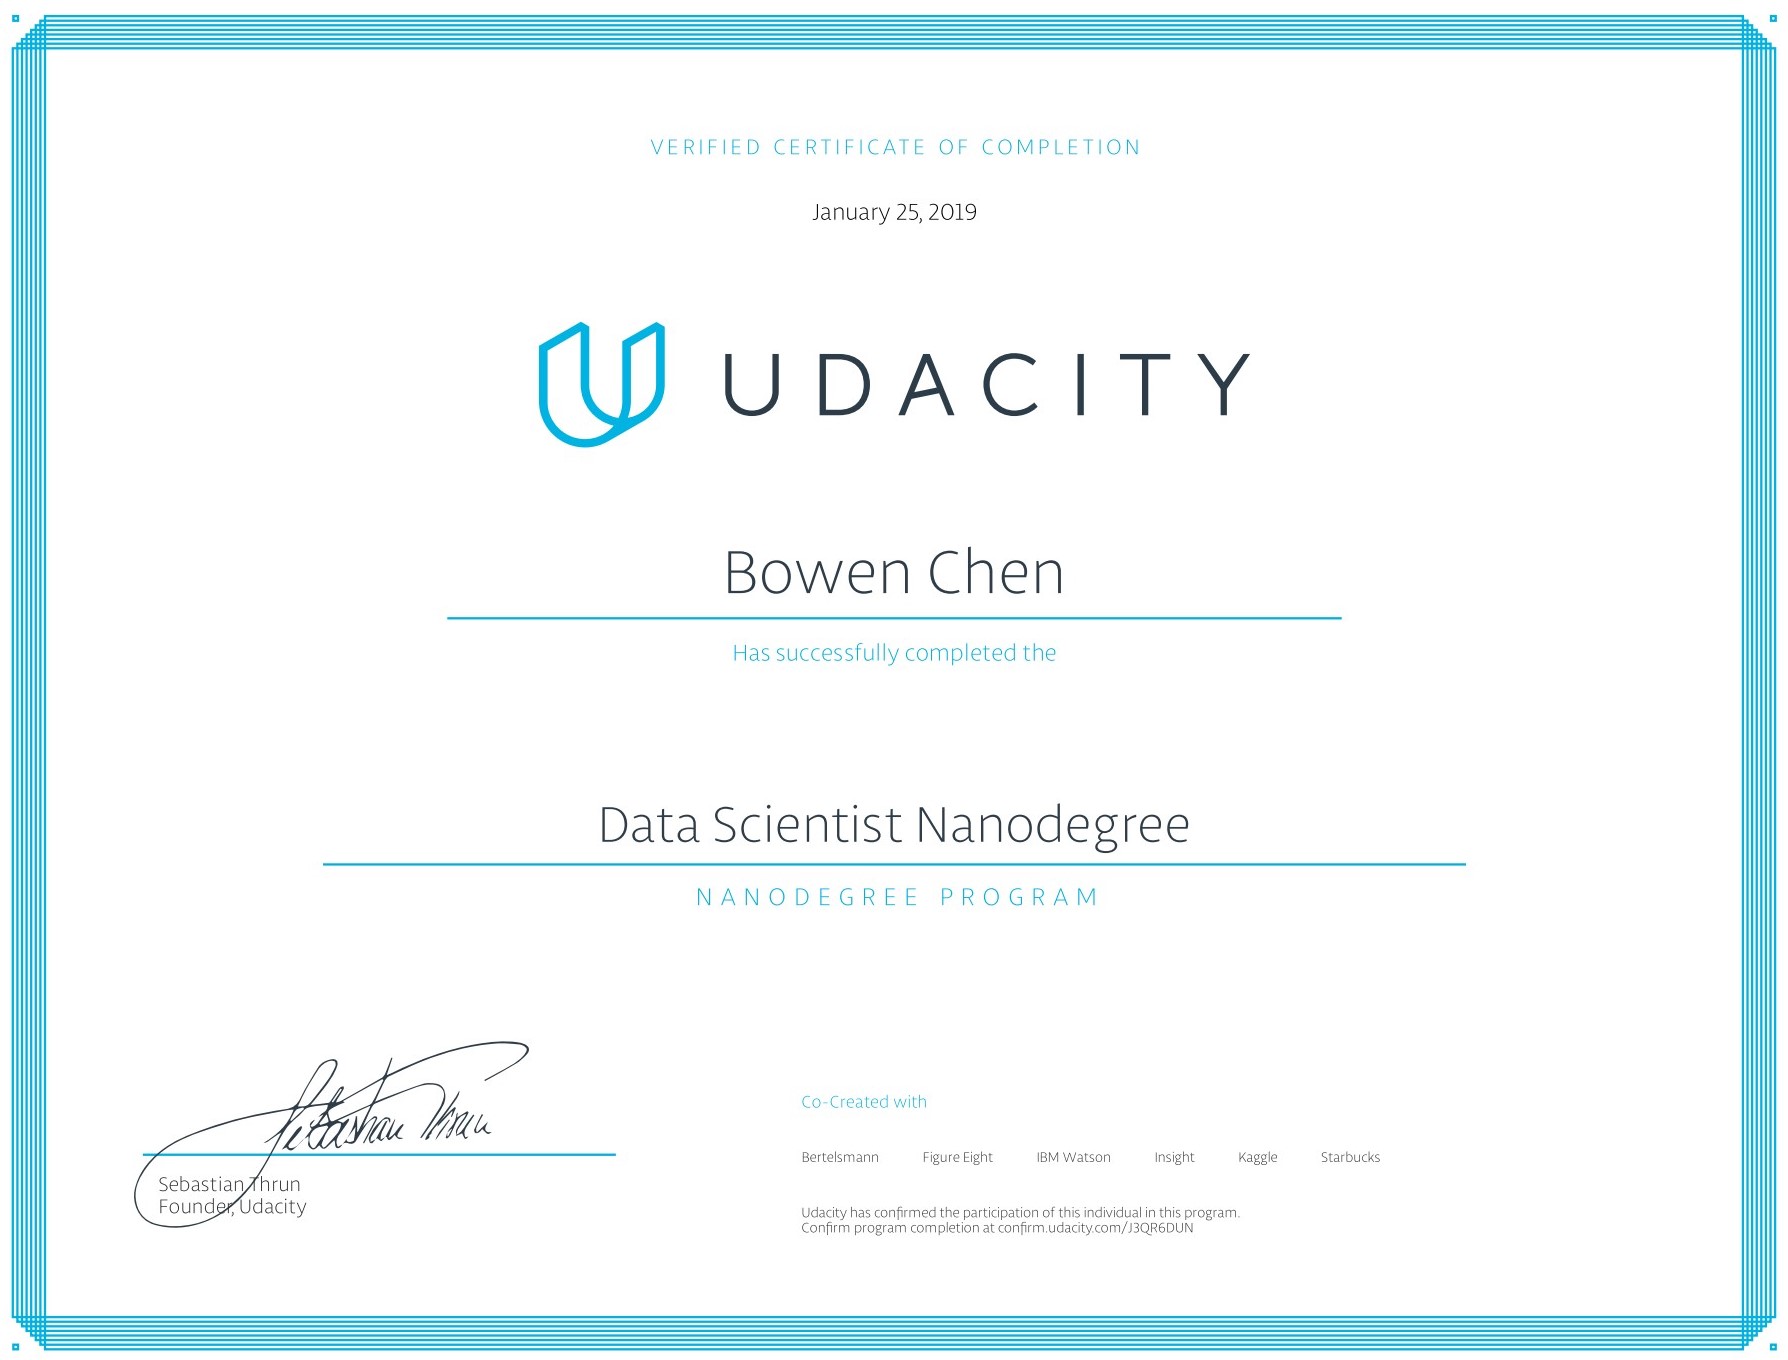 VERIFIED CERTIFICATE OF COMPLETION
January 25, 2019
UDACITY
Bowen Chen
Has successfully completed the
Data Scientist Nanodegree
NANODEGREE PROGRAM
Sebastian Thrun
Sebastian Thrun
Founder, Udacity
Co-Created with
Bertelsmann Figure Eight IBM Watson Insight Kaggle Starbucks
Udacity has confirmed the participation of this individual in this program.
Confirm program completion at confirm.udacity.com/J3QR6DUN